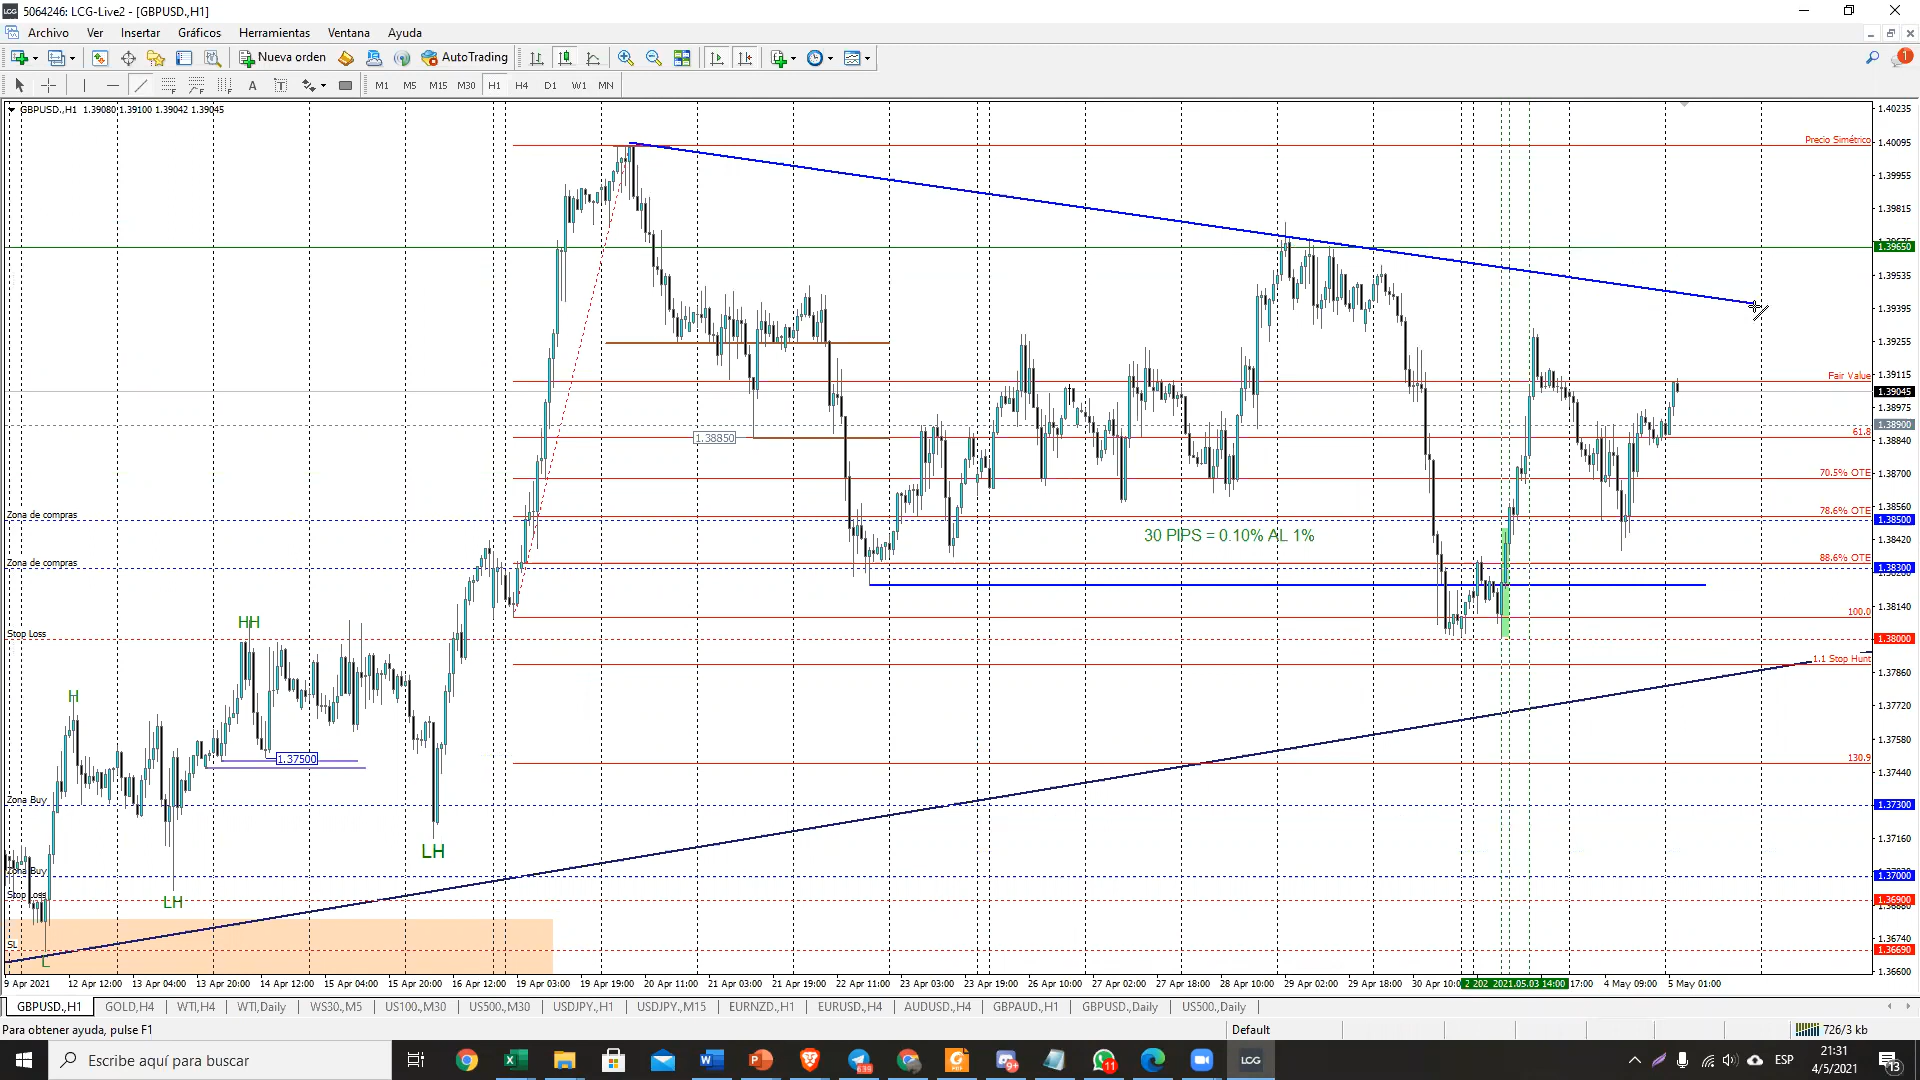 5064246: LCG-Live2 - [GBPUSD.,H1]
Archivo Ver Insertar Gráficos Herramientas Ventana Ayuda
Nueva orden AutoTrading
M1 M5 M15 M30 H1 H4 D1 W1 MN
GBPUSD.,H1 1.39080 1.39100 1.39042 1.39045
1.40235
Precio Simétrico
1.40095
1.39955
1.39815
1.39650
1.39535
1.39395
1.39255
Fair Value
1.39115
1.39045
1.38975
1.38900
61.8
1.38850
1.38840
70.5% OTE
1.38700
78.6% OTE
1.38560
Zona de compras
1.38500
30 PIPS = 0.10% AL 1%
1.38420
88.6% OTE
Zona de compras
1.38300
1.38140
100.0
HH
Stop Loss
1.38000
1.1 Stop Hunt
1.37860
H
1.37720
1.37580
130.9
1.37500
1.37440
Zona Buy
1.37300
1.37160
LH
Zona Buy
1.37000
Stop Loss
1.36900
LH
1.36740
SL
1.36690
L
1.36600
9 Apr 2021 12 Apr 12:00 13 Apr 04:00 13 Apr 20:00 14 Apr 12:00 15 Apr 04:00 15 Apr 20:00 16 Apr 12:00 19 Apr 03:00 19 Apr 19:00 20 Apr 11:00 21 Apr 03:00 21 Apr 19:00 22 Apr 11:00 23 Apr 03:00 23 Apr 19:00 26 Apr 10:00 27 Apr 02:00 27 Apr 18:00 28 Apr 10:00 29 Apr 02:00 29 Apr 18:00 30 Apr 10:0 2 202 2021.05.03 14:00 17:00 4 May 09:00 5 May 01:00
GBPUSD.,H1 GOLD,H4 WTI,H4 WTI,Daily WS30.,M5 US100.,M30 US500.,M30 USDJPY.,H1 USDJPY.,M15 EURNZD.,H1 EURUSD.,H4 AUDUSD.,H4 GBPAUD.,H1 GBPUSD.,Daily US500.,Daily
Para obtener ayuda, pulse F1
Default
726/3 kb
Escribe aquí para buscar
LCG
ESP
21:31
4/5/2021